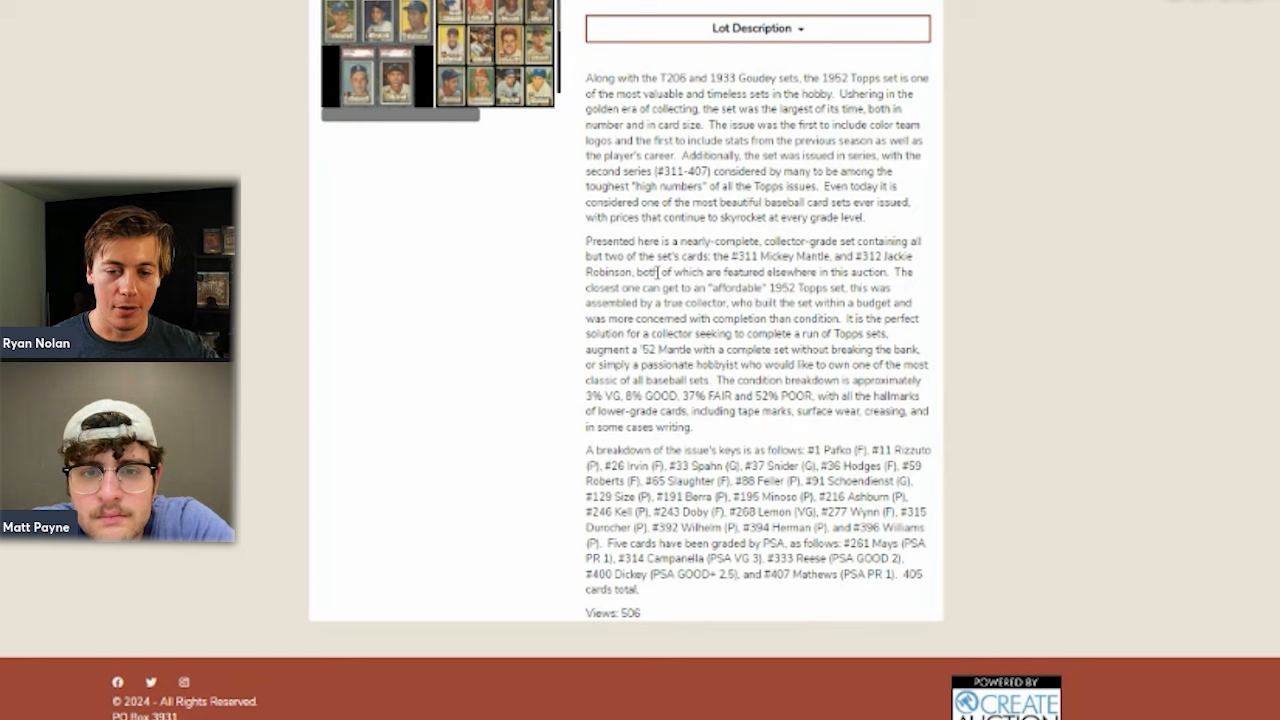 Lot Description
Along with the T206 and 1933 Goudey sets, the 1952 Topps set is one
of the most valuable and timeless sets in the hobby. Ushering in the
golden era of collecting, the set was the largest of its time, both in
number and in card size. The issue was the first to include color team
logos and the first to include stats from the previous season as well as
the player's career. Additionally, the set was issued in series, with the
second series (#311-407) considered by many to be among the
toughest "high numbers" of all the Topps issues. Even today it is
considered one of the most beautiful baseball card sets ever issued,
with prices that continue to skyrocket at every grade level.
Presented here is a nearly-complete, collector-grade set containing all
but two of the set's cards: the #311 Mickey Mantle, and #312 Jackie
Robinson, both of which are featured elsewhere in this auction. The
closest one can get to an "affordable" 1952 Topps set, this was
assembled by a true collector, who built the set within a budget and
was more concerned with completion than condition. It is the perfect
solution for a collector seeking to complete a run of Topps sets,
augment a '52 Mantle with a complete set without breaking the bank,
or simply a passionate hobbyist who would like to own one of the most
classic of all baseball sets. The condition breakdown is approximately
3% VG, 8% GOOD, 37% FAIR and 52% POOR, with all the hallmarks
of lower-grade cards, including tape marks, surface wear, creasing, and
in some cases writing.
A breakdown of the issue's keys is as follows: #1 Pafko (F), #11 Rizzuto
(P), #26 Irvin (F), #33 Spahn (G), #37 Snider (G), #36 Hodges (F), #59
Roberts (F), #65 Slaughter (F), #88 Feller (P), #91 Schoendienst (G),
#129 Size (P), #191 Berra (P), #195 Minoso (P), #216 Ashburn (P),
#246 Kell (P), #243 Doby (F), #268 Lemon (VG), #277 Wynn (F), #315
Durocher (P), #392 Wilhelm (P), #394 Herman (P), and #396 Williams
(P). Five cards have been graded by PSA, as follows: #261 Mays (PSA
PR 1), #314 Campanella (PSA VG 3), #333 Reese (PSA GOOD 2),
#400 Dickey (PSA GOOD+ 2.5), and #407 Mathews (PSA PR 1). 405
cards total.
Views: 506
Ryan Nolan
Matt Payne
© 2024 - All Rights Reserved.
PO Box 3931
POWERED BY
CREATE
AUCTION